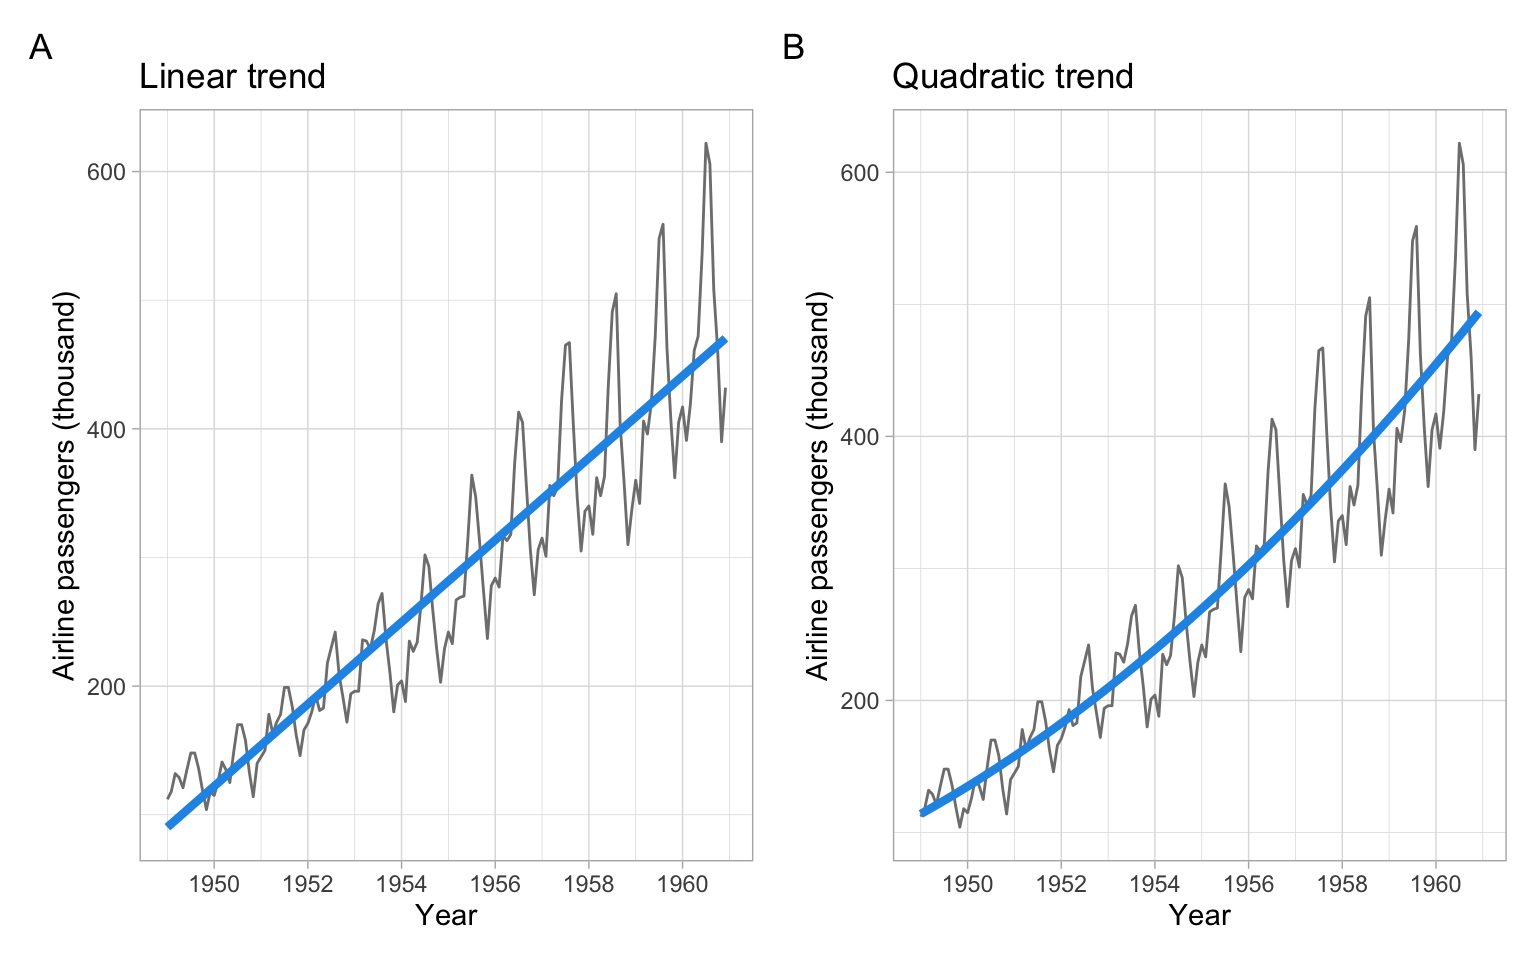 A
Linear trend
Airline passengers (thousand)
600
400
200
1950 1952 1954 1956 1958 1960
Year
B
Quadratic trend
Airline passengers (thousand)
600
400
200
1950 1952 1954 1956 1958 1960
Year